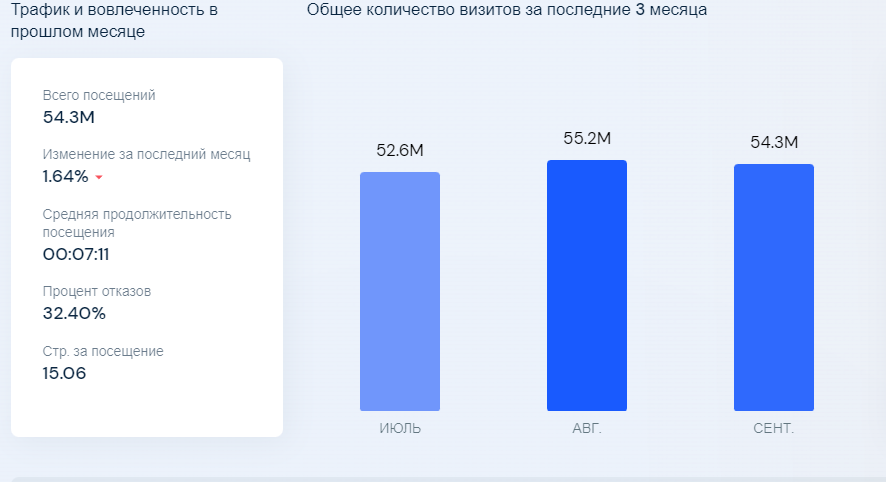 Трафик и вовлеченность в
прошлом месяце
Всего посещений
54.3M
Изменение за последний месяц
1.64%
Средняя продолжительность
посещения
00:07:11
Процент отказов
32.40%
Стр. за посещение
15.06
Общее количество визитов за последние 3 месяца
52.6M
55.2M
54.3M
ИЮЛЬ
АВГ.
СЕНТ.